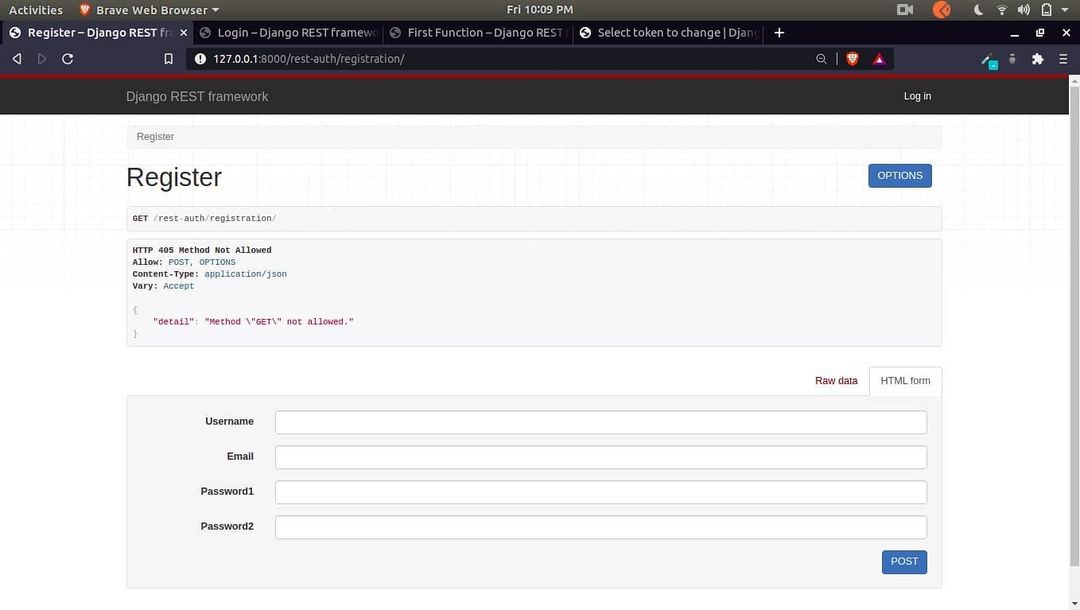 Activities Brave Web Browser Fri 10:09 PM
Register – Django REST fr Login – Django REST framewo First Function – Django REST Select token to change | Djan
127.0.0.1:8000/rest-auth/registration/
Django REST framework Log in
Register
Register OPTIONS
GET /rest-auth/registration/
HTTP 405 Method Not Allowed
Allow: POST, OPTIONS
Content-Type: application/json
Vary: Accept
{
"detail": "Method \"GET\" not allowed."
}
Raw data HTML form
Username
Email
Password1
Password2
POST